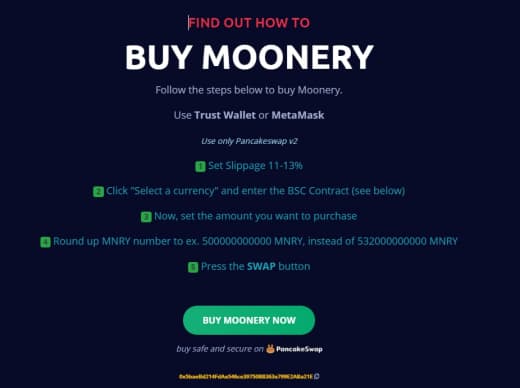 FIND OUT HOW TO
BUY MOONERY
Follow the steps below to buy Moonery.
Use Trust Wallet or MetaMask
Use only Pancakeswap v2
1 Set Slippage 11-13%
2 Click "Select a currency" and enter the BSC Contract (see below)
3 Now, set the amount you want to purchase
4 Round up MNRY number to ex. 500000000000 MNRY, instead of 532000000000 MNRY
5 Press the SWAP button
BUY MOONERY NOW
buy safe and secure on PancakeSwap